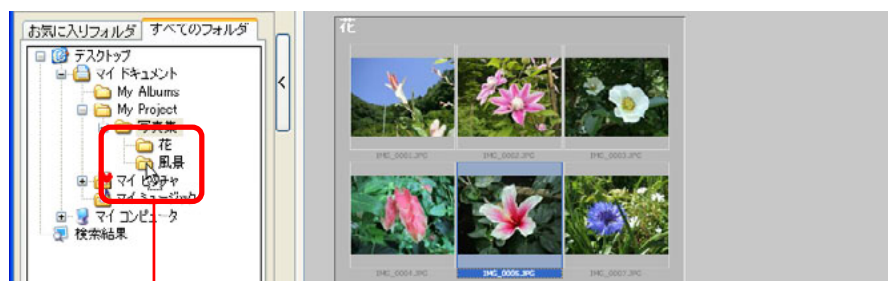 お気に入りフォルダ すべてのフォルダ
デスクトップ
マイ ドキュメント
My Albums
My Project
写真集
花
風景
マイ ピクチャ
マイ ミュージック
マイ コンピュータ
検索結果
<
花
IMG_0001.JPG IMG_0002.JPG IMG_0003.JPG
IMG_0004.JPG IMG_0006.JPG IMG_0007.JPG